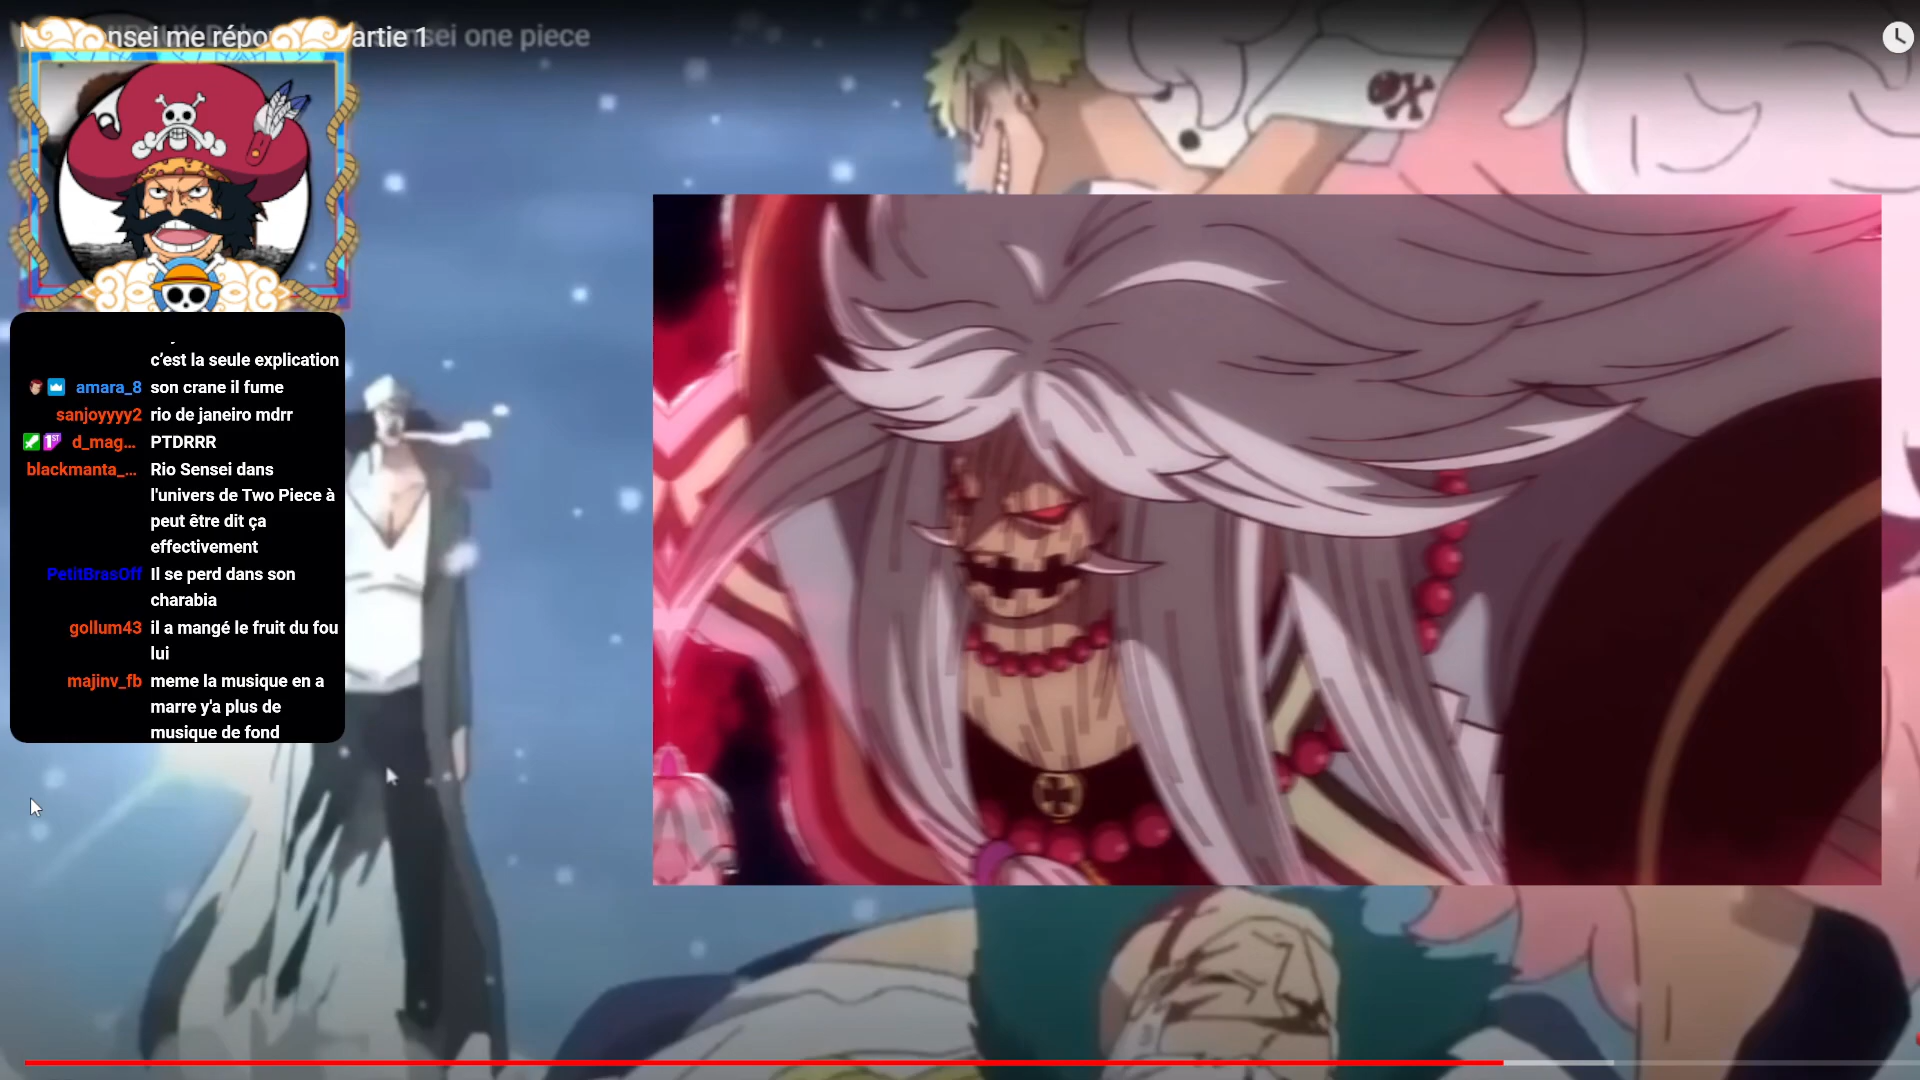 nsei me répo artie 1 nsei one piece
c'est la seule explication
amara_8 son crane il fume
sanjoyyyy2 rio de janeiro mdrr
d_mag... PTDRRR
blackmanta_... Rio Sensei dans
l'univers de Two Piece à
peut être dit ça
effectivement
PetitBrasOff Il se perd dans son
charabia
gollum43 il a mangé le fruit du fou
lui
majinv_fb meme la musique en a
marre y'a plus de
musique de fond